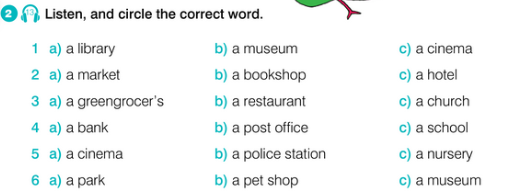 2 13 Listen, and circle the correct word.
1 a) a library b) a museum c) a cinema
2 a) a market b) a bookshop c) a hotel
3 a) a greengrocer's b) a restaurant c) a church
4 a) a bank b) a post office c) a school
5 a) a cinema b) a police station c) a nursery
6 a) a park b) a pet shop c) a museum